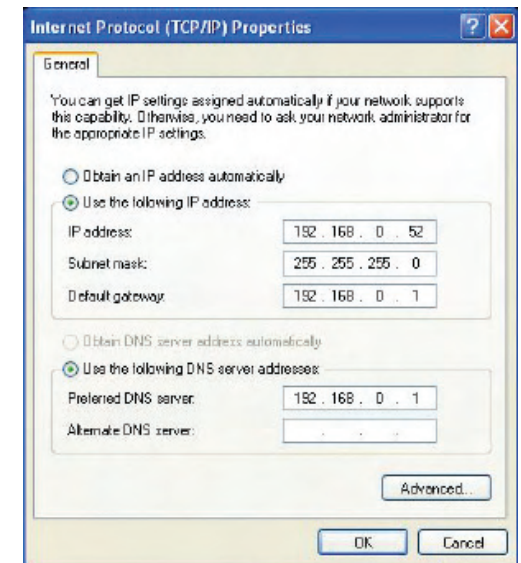 Internet Protocol (TCP/IP) Properties
General
You can get IP settings assigned automatically if your network supports
this capability. Otherwise, you need to ask your network administrator for
the appropriate IP settings.
Obtain an IP address automatically
Use the following IP address:
IP address: 192 . 168 . 0 . 52
Subnet mask: 255 . 255 . 255 . 0
Default gateway: 192 . 168 . 0 . 1
Obtain DNS server address automatically
Use the following DNS server addresses:
Preferred DNS server: 192 . 168 . 0 . 1
Alternate DNS server: . . .
Advanced...
OK Cancel